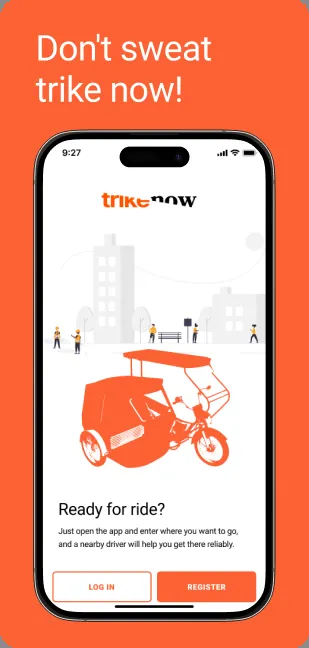 Don't sweat
trike now!
9:27
trikenow
Ready for ride?
Just open the app and enter where you want to go,
and a nearby driver will help you get there reliably.
LOG IN
REGISTER